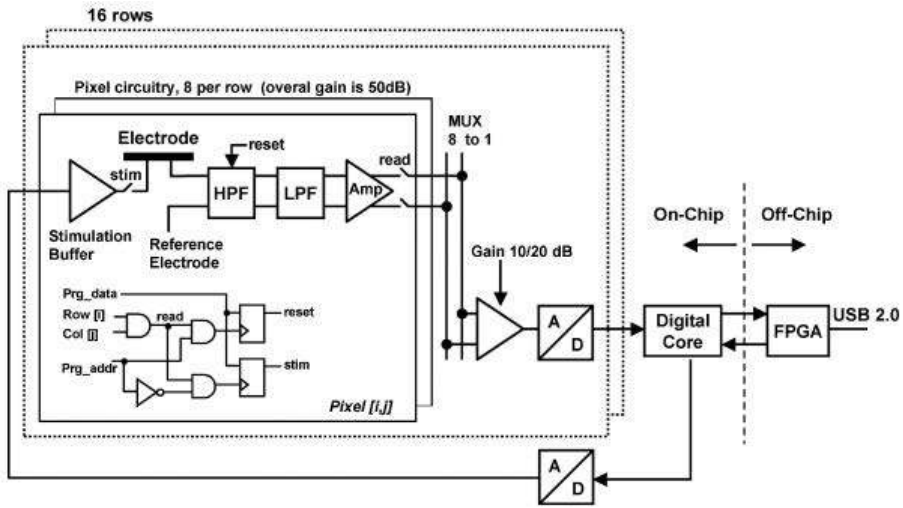 16 rows
Pixel circuitry, 8 per row (overal gain is 50dB)
MUX
8 to 1
Electrode
reset
read
stim
HPF
LPF
Amp
Stimulation
Buffer
Reference
Electrode
On-Chip
Off-Chip
Gain 10/20 dB
Prg_data
Row [i]
read
reset
Col [j]
A
D
Digital
Core
FPGA
USB 2.0
Prg_addr
stim
Pixel [i,j]
A
D